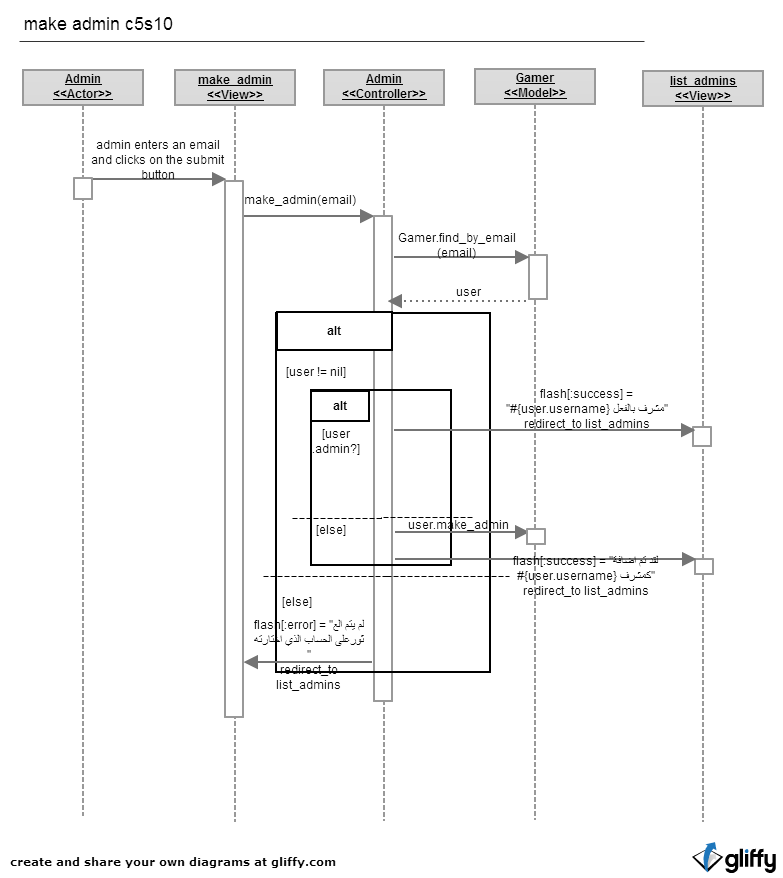 make admin c5s10
Admin
<<Actor>>
make_admin
<<View>>
Admin
<<Controller>>
Gamer
<<Model>>
list_admins
<<View>>
admin enters an email
and clicks on the submit
button
make_admin(email)
Gamer.find_by_email
(email)
user
alt
[user != nil]
alt
[user
.admin?]
flash[:success] =
"#{user.username} مشرف بالفعل"
redirect_to list_admins
[else]
user.make_admin
flash[:success] = "لقد تم اضافة
#{user.username} كمشرف"
redirect_to list_admins
[else]
flash[:error] = "لم يتم الع
ثورعلى الحساب الذي اختارته
"
redirect_to
list_admins
create and share your own diagrams at gliffy.com
gliffy